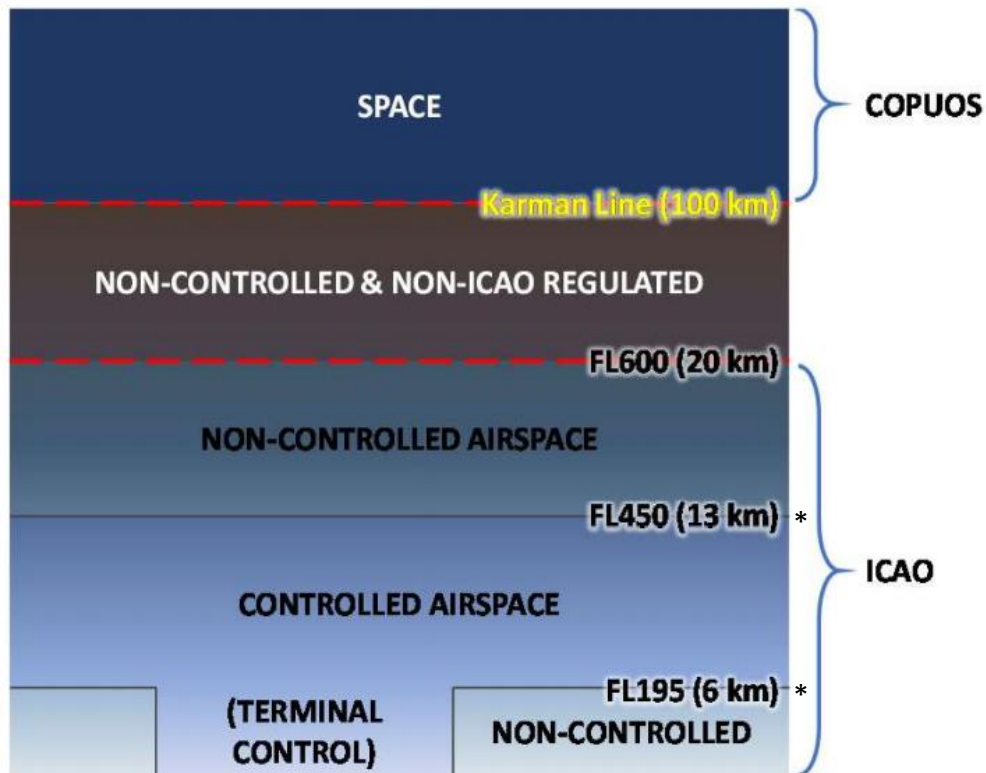 SPACE
COPUOS
Karman Line (100 km)
NON-CONTROLLED & NON-ICAO REGULATED
FL600 (20 km)
NON-CONTROLLED AIRSPACE
FL450 (13 km) *
ICAO
CONTROLLED AIRSPACE
FL195 (6 km) *
(TERMINAL
CONTROL)
NON-CONTROLLED